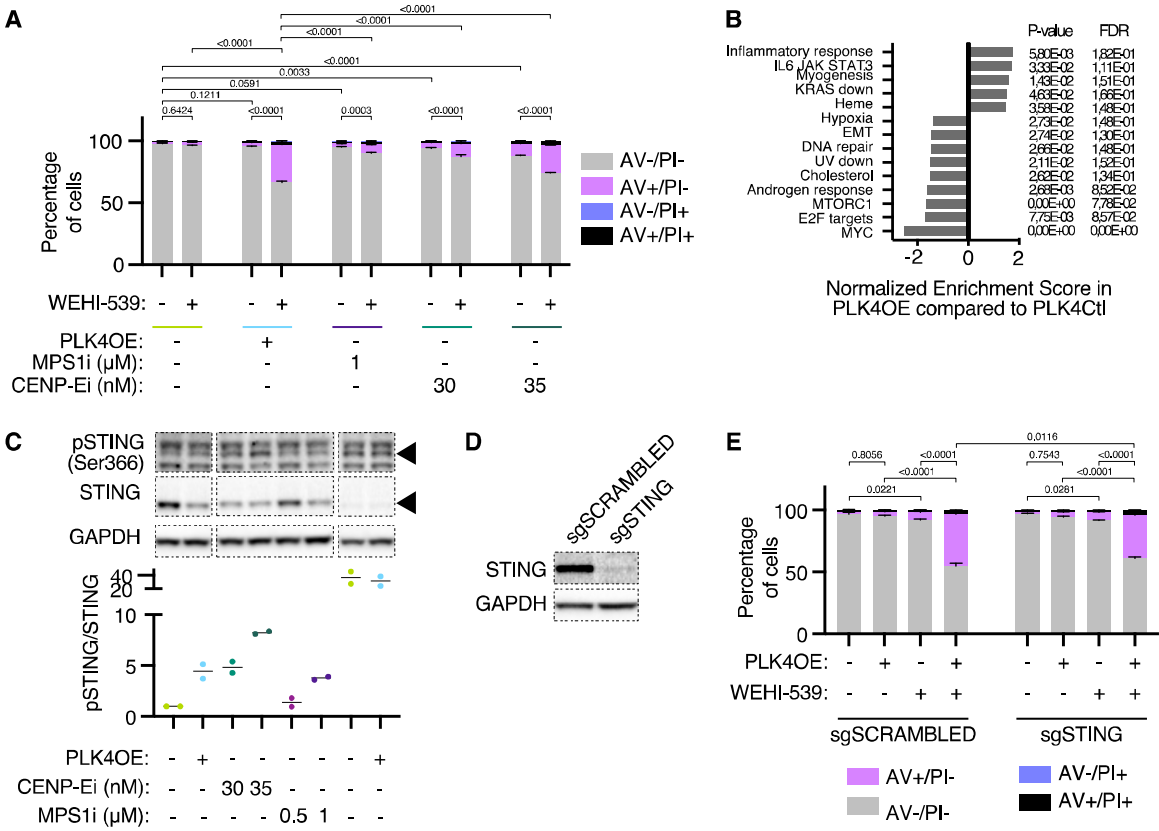 A
<0.0001
<0.0001
<0.0001
<0.0001
<0.0001
0.0033
0.0591
0.1211
0.6424 <0.0001 0.0003 <0.0001 <0.0001
Percentage
of cells
100
50
0
AV-/PI-
AV+/PI-
AV-/PI+
AV+/PI+
WEHI-539: - + - + - + - + - +
PLK4OE: - + - - -
MPS1i (µM): - - 1 - -
CENP-Ei (nM): - - - 30 35
B
P-value FDR
Inflammatory response 5,80E-03 1,82E-01
IL6 JAK STAT3 3,33E-02 1,11E-01
Myogenesis 1,43E-02 1,51E-01
KRAS down 4,63E-02 1,66E-01
Heme 3,58E-02 1,48E-01
Hypoxia 2,73E-02 1,48E-01
EMT 2,74E-02 1,30E-01
DNA repair 2,66E-02 1,48E-01
UV down 2,11E-02 1,52E-01
Cholesterol 2,62E-02 1,34E-01
Androgen response 2,68E-03 8,52E-02
MTORC1 0,00E+00 7,78E-02
E2F targets 7,75E-03 8,57E-02
MYC 0,00E+00 0,00E+00
-2 0 2
Normalized Enrichment Score in
PLK4OE compared to PLK4Ctl
C
pSTING
(Ser366)
STING
GAPDH
pSTING/STING
40
20
10
5
0
PLK4OE: - + - - - - - +
CENP-Ei (nM): - - 30 35 - - - -
MPS1i (µM): - - - - 0.5 1 - -
D
sgSCRAMBLED
sgSTING
STING
GAPDH
E
0,0116
0.8056 <0.0001 0.7543 <0.0001
<0.0001 <0.0001
0.0221 0.0281
Percentage
of cells
100
50
0
PLK4OE: - + - + - + - +
WEHI-539: - - + + - - + +
sgSCRAMBLED sgSTING
AV+/PI- AV-/PI+
AV-/PI- AV+/PI+